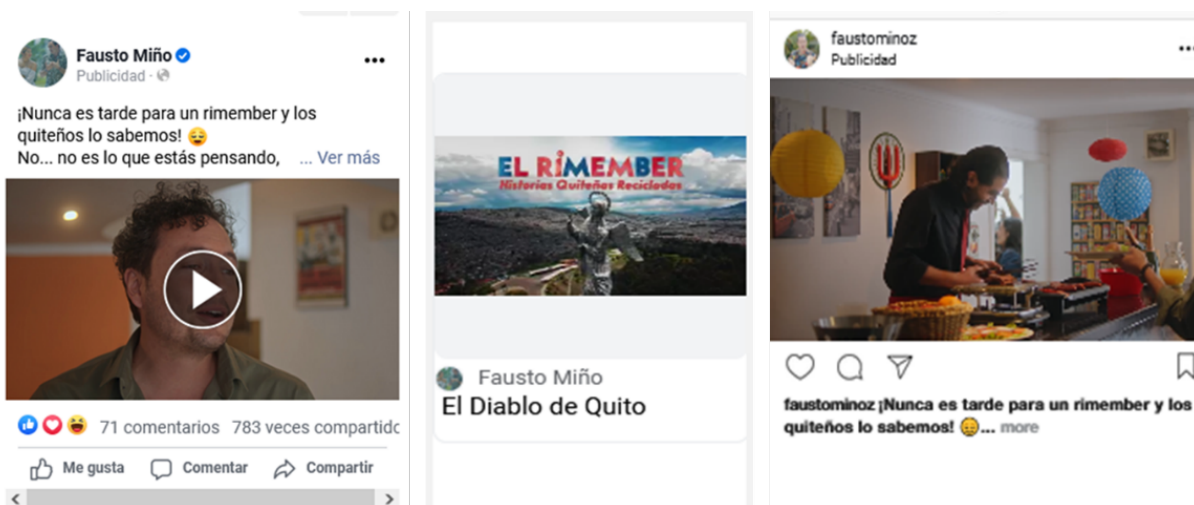 Fausto Miño
Publicidad ·
¡Nunca es tarde para un rimember y los
quiteños lo sabemos! 😌
No... no es lo que estás pensando, ... Ver más
71 comentarios 783 veces compartido
Me gusta Comentar Compartir
EL RIMEMBER
Historias Quiteñas Recicladas
Fausto Miño
El Diablo de Quito
faustominoz
Publicidad
faustominoz ¡Nunca es tarde para un rimember y los
quiteños lo sabemos! 😌... more